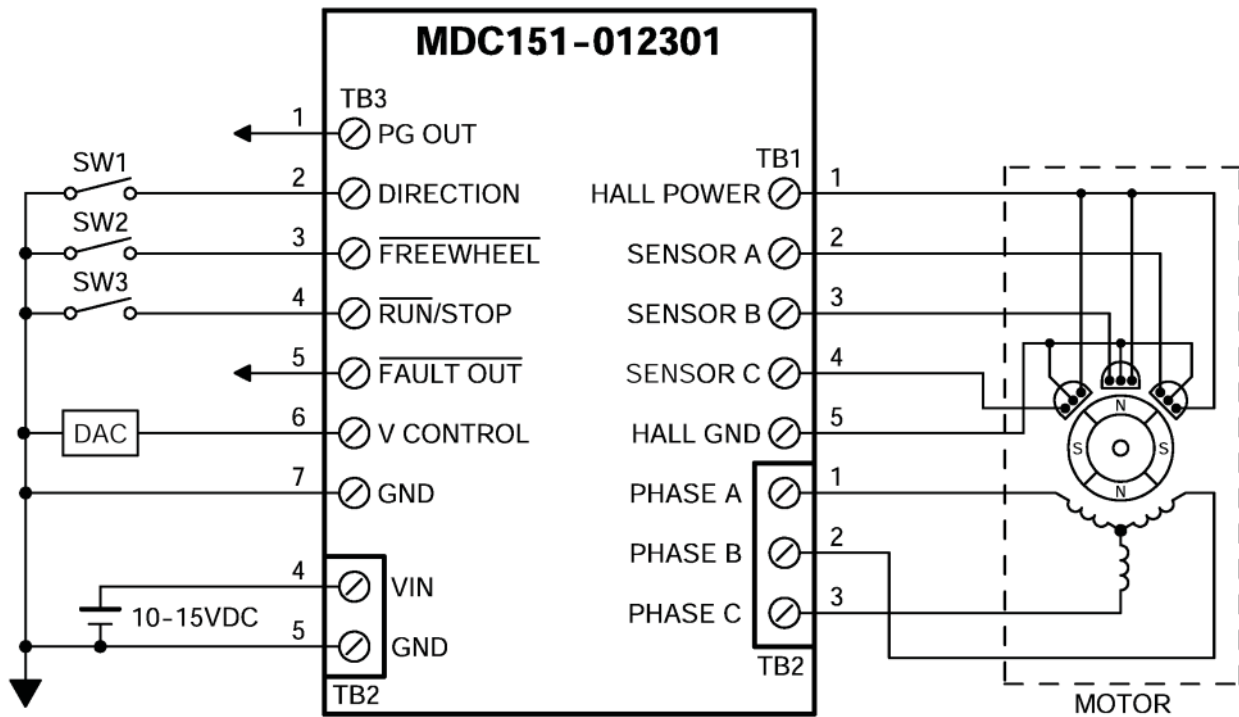 MDC151-012301
TB3
1 PG OUT
SW1
2 DIRECTION
SW2
3 FREEWHEEL
SW3
4 RUN/STOP
5 FAULT OUT
DAC
6 V CONTROL
7 GND
4 VIN
10-15VDC
5 GND
TB2
TB1
HALL POWER 1
SENSOR A 2
SENSOR B 3
SENSOR C 4
HALL GND 5
PHASE A 1
PHASE B 2
PHASE C 3
TB2
N
S S
N
MOTOR